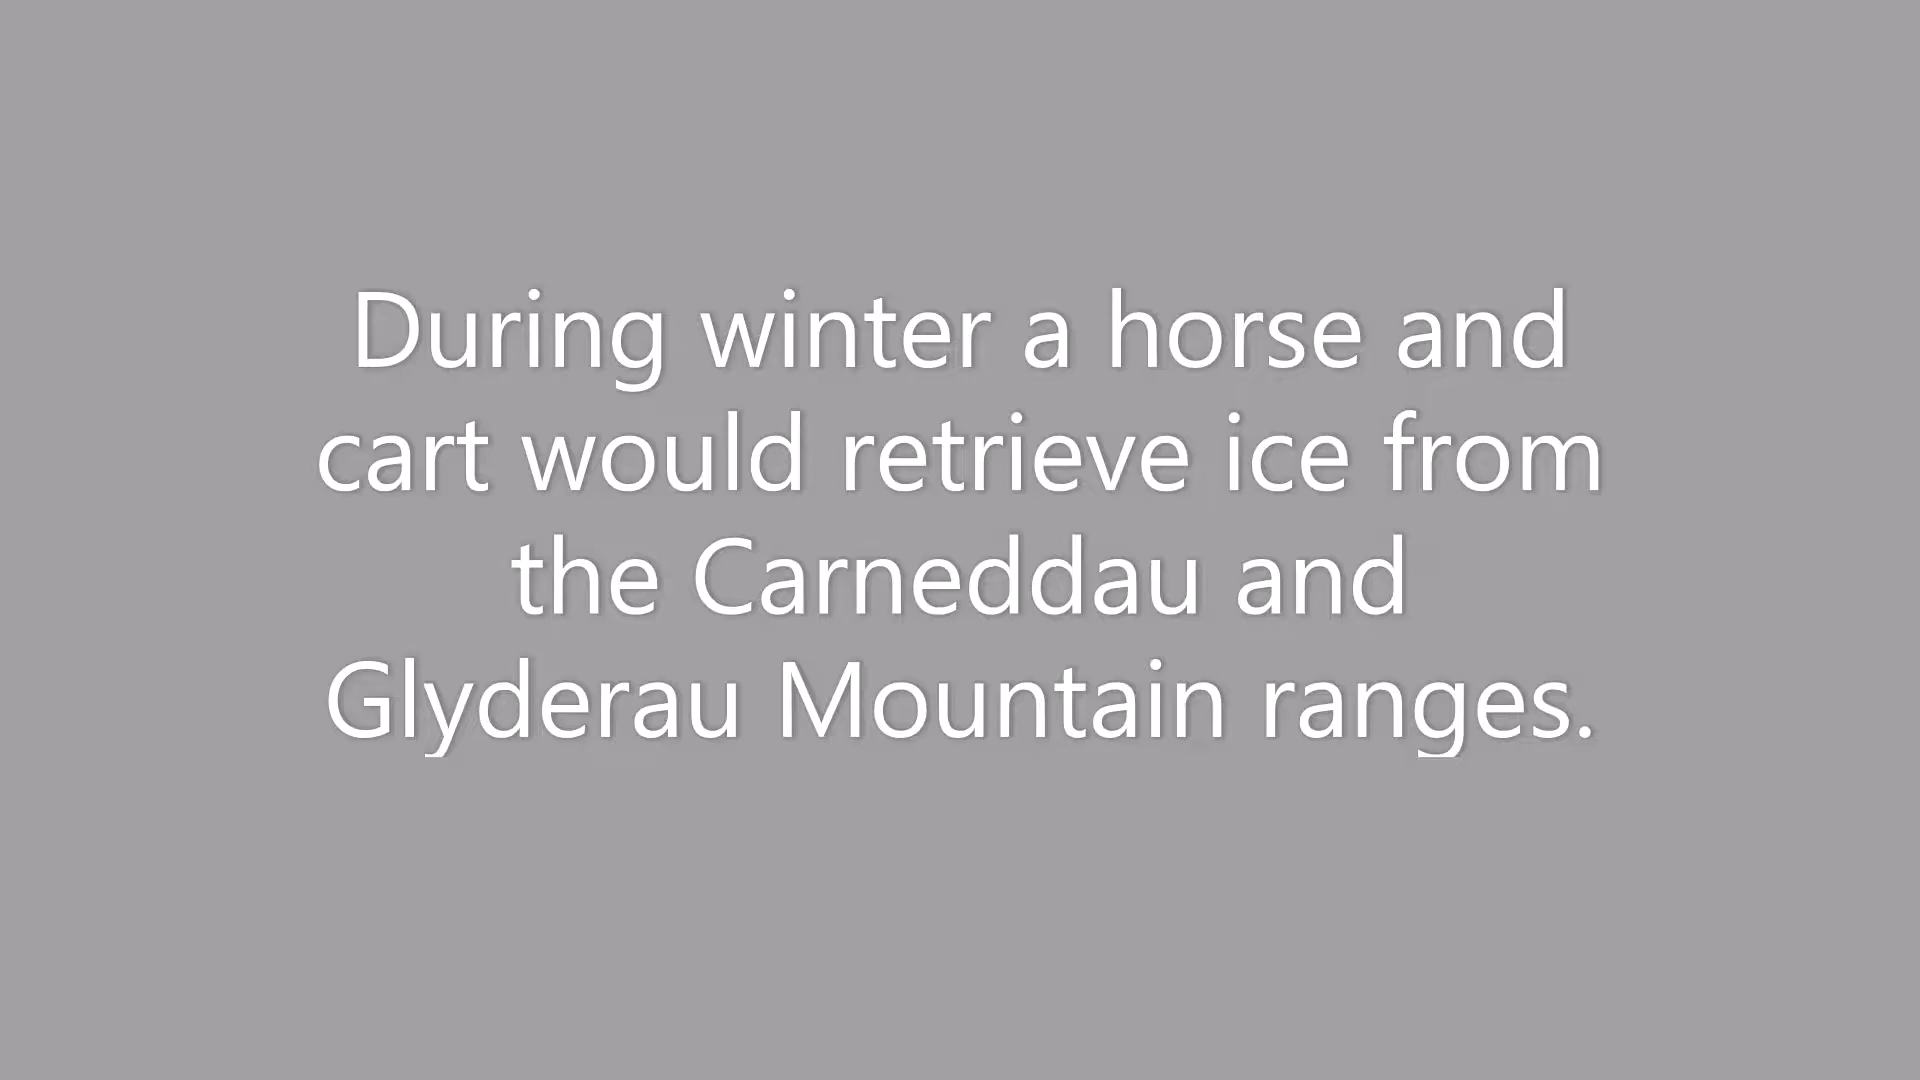 During winter a horse and
cart would retrieve ice from
the Carneddau and
Glyderau Mountain ranges.